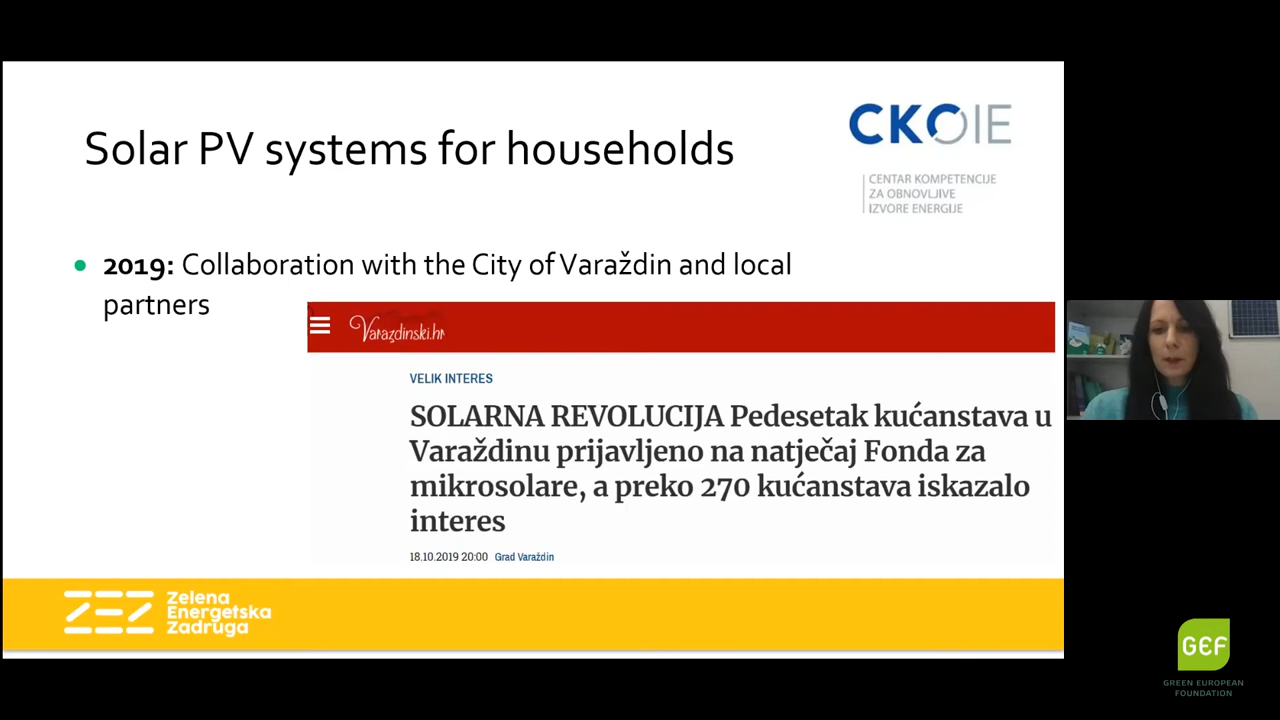 Solar PV systems for households
CKOIE
CENTAR KOMPETENCIJE
ZA OBNOVLJIVE
IZVORE ENERGIJE
2019: Collaboration with the City of Varaždin and local
partners
Varazdinski.hr
VELIK INTERES
SOLARNA REVOLUCIJA Pedesetak kućanstava u
Varaždinu prijavljeno na natječaj Fonda za
mikrosolare, a preko 270 kućanstava iskazalo
interes
18.10.2019 20:00 Grad Varaždin
ZEZ
Zelena
Energetska
Zadruga
GEF
GREEN EUROPEAN
FOUNDATION